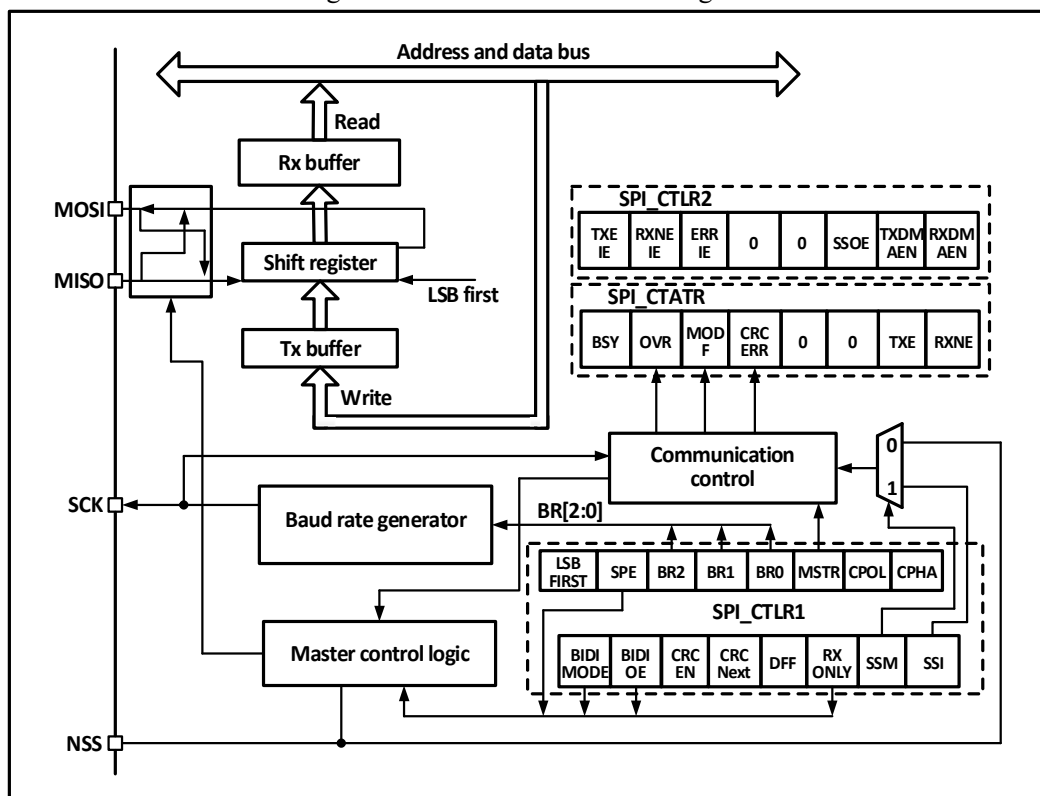 Address and data bus
Read
Rx buffer
MOSI
Shift register
MISO
LSB first
Tx buffer
Write
SPI_CTLR2
TXE IE
RXNE IE
ERR IE
0
0
SSOE
TXDM AEN
RXDM AEN
SPI_CTATR
BSY
OVR
MOD F
CRC ERR
0
0
TXE
RXNE
Communication control
0
1
SCK
Baud rate generator
BR[2:0]
LSB FIRST
SPE
BR2
BR1
BR0
MSTR
CPOL
CPHA
SPI_CTLR1
Master control logic
BIDI MODE
BIDI OE
CRC EN
CRC Next
DFF
RX ONLY
SSM
SSI
NSS